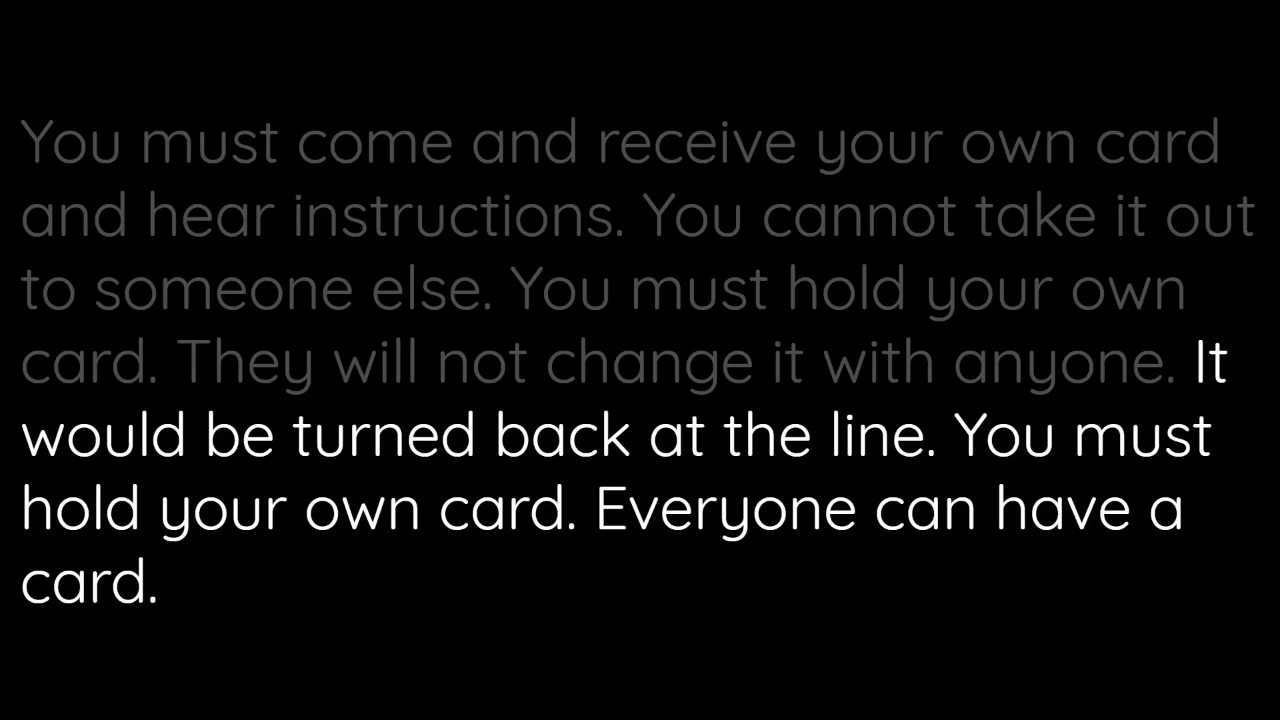 You must come and receive your own card
and hear instructions. You cannot take it out
to someone else. You must hold your own
card. They will not change it with anyone. It
would be turned back at the line. You must
hold your own card. Everyone can have a
card.